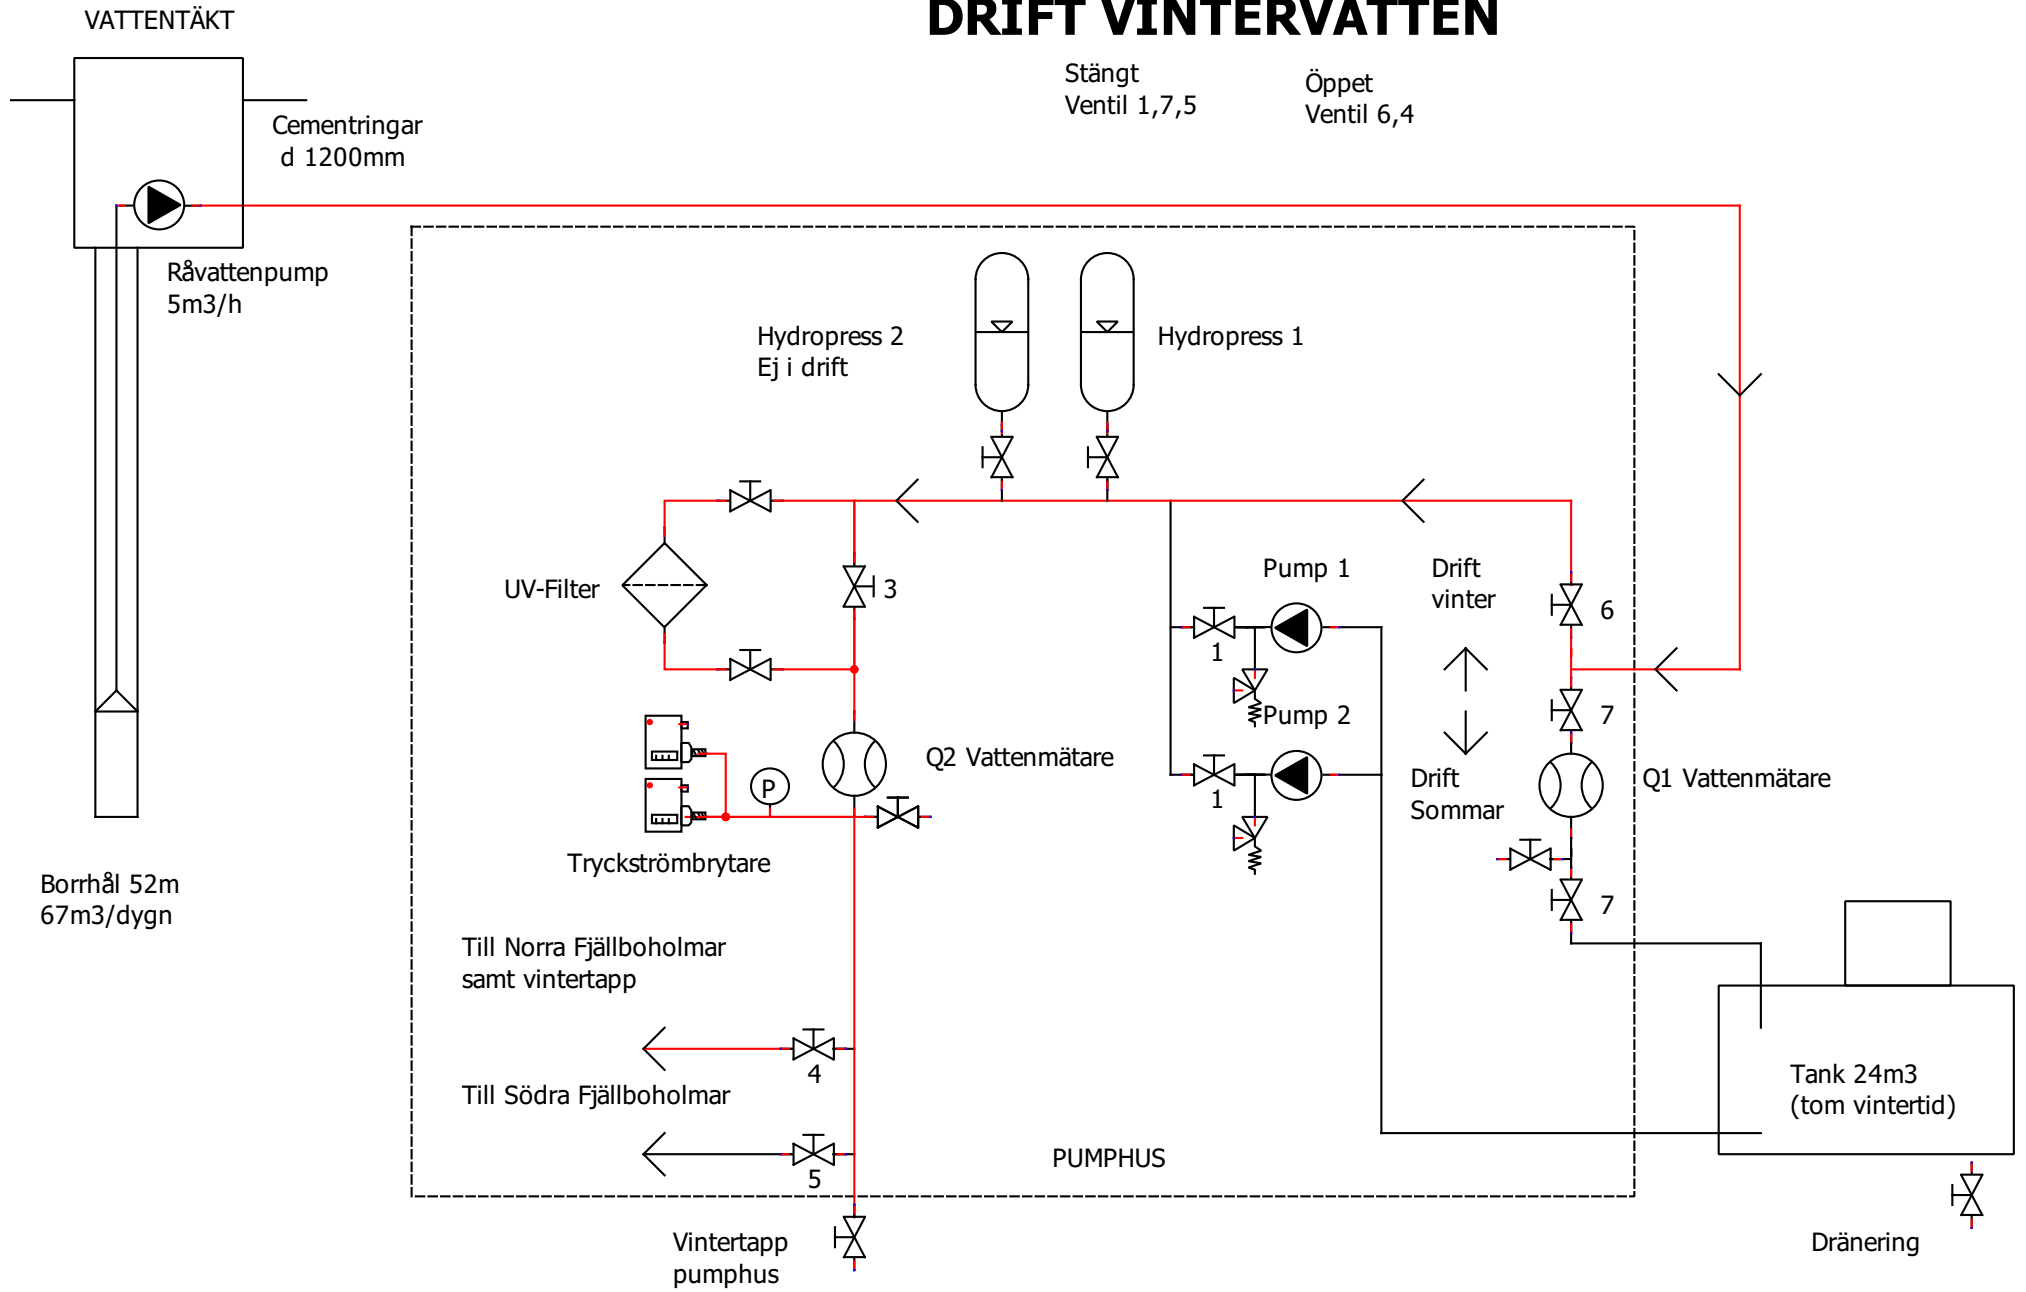 VATTENTÄKT
DRIFT VINTERVATTEN
Stängt
Ventil 1,7,5
Öppet
Ventil 6,4
Cementringar
d 1200mm
Råvattenpump
5m3/h
Hydropress 2
Ej i drift
Hydropress 1
UV-Filter
3
Pump 1
Drift
vinter
6
1
Pump 2
7
Q2 Vattenmätare
P
1
Drift
Sommar
Q1 Vattenmätare
Tryckströmbrytare
Borrhål 52m
67m3/dygn
7
Till Norra Fjällboholmar
samt vintertapp
4
Till Södra Fjällboholmar
Tank 24m3
(tom vintertid)
5
PUMPHUS
Vintertapp
pumphus
Dränering